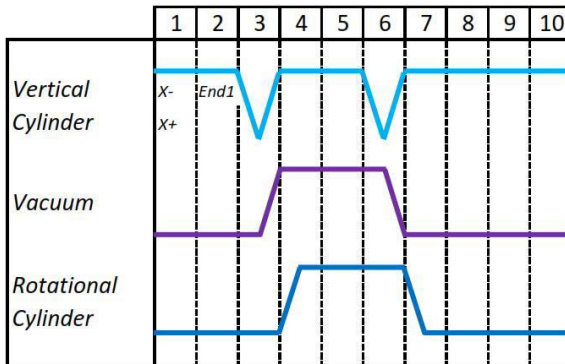 1 2 3 4 5 6 7 8 9 10
Vertical X- End1
Cylinder X+
Vacuum
Rotational
Cylinder